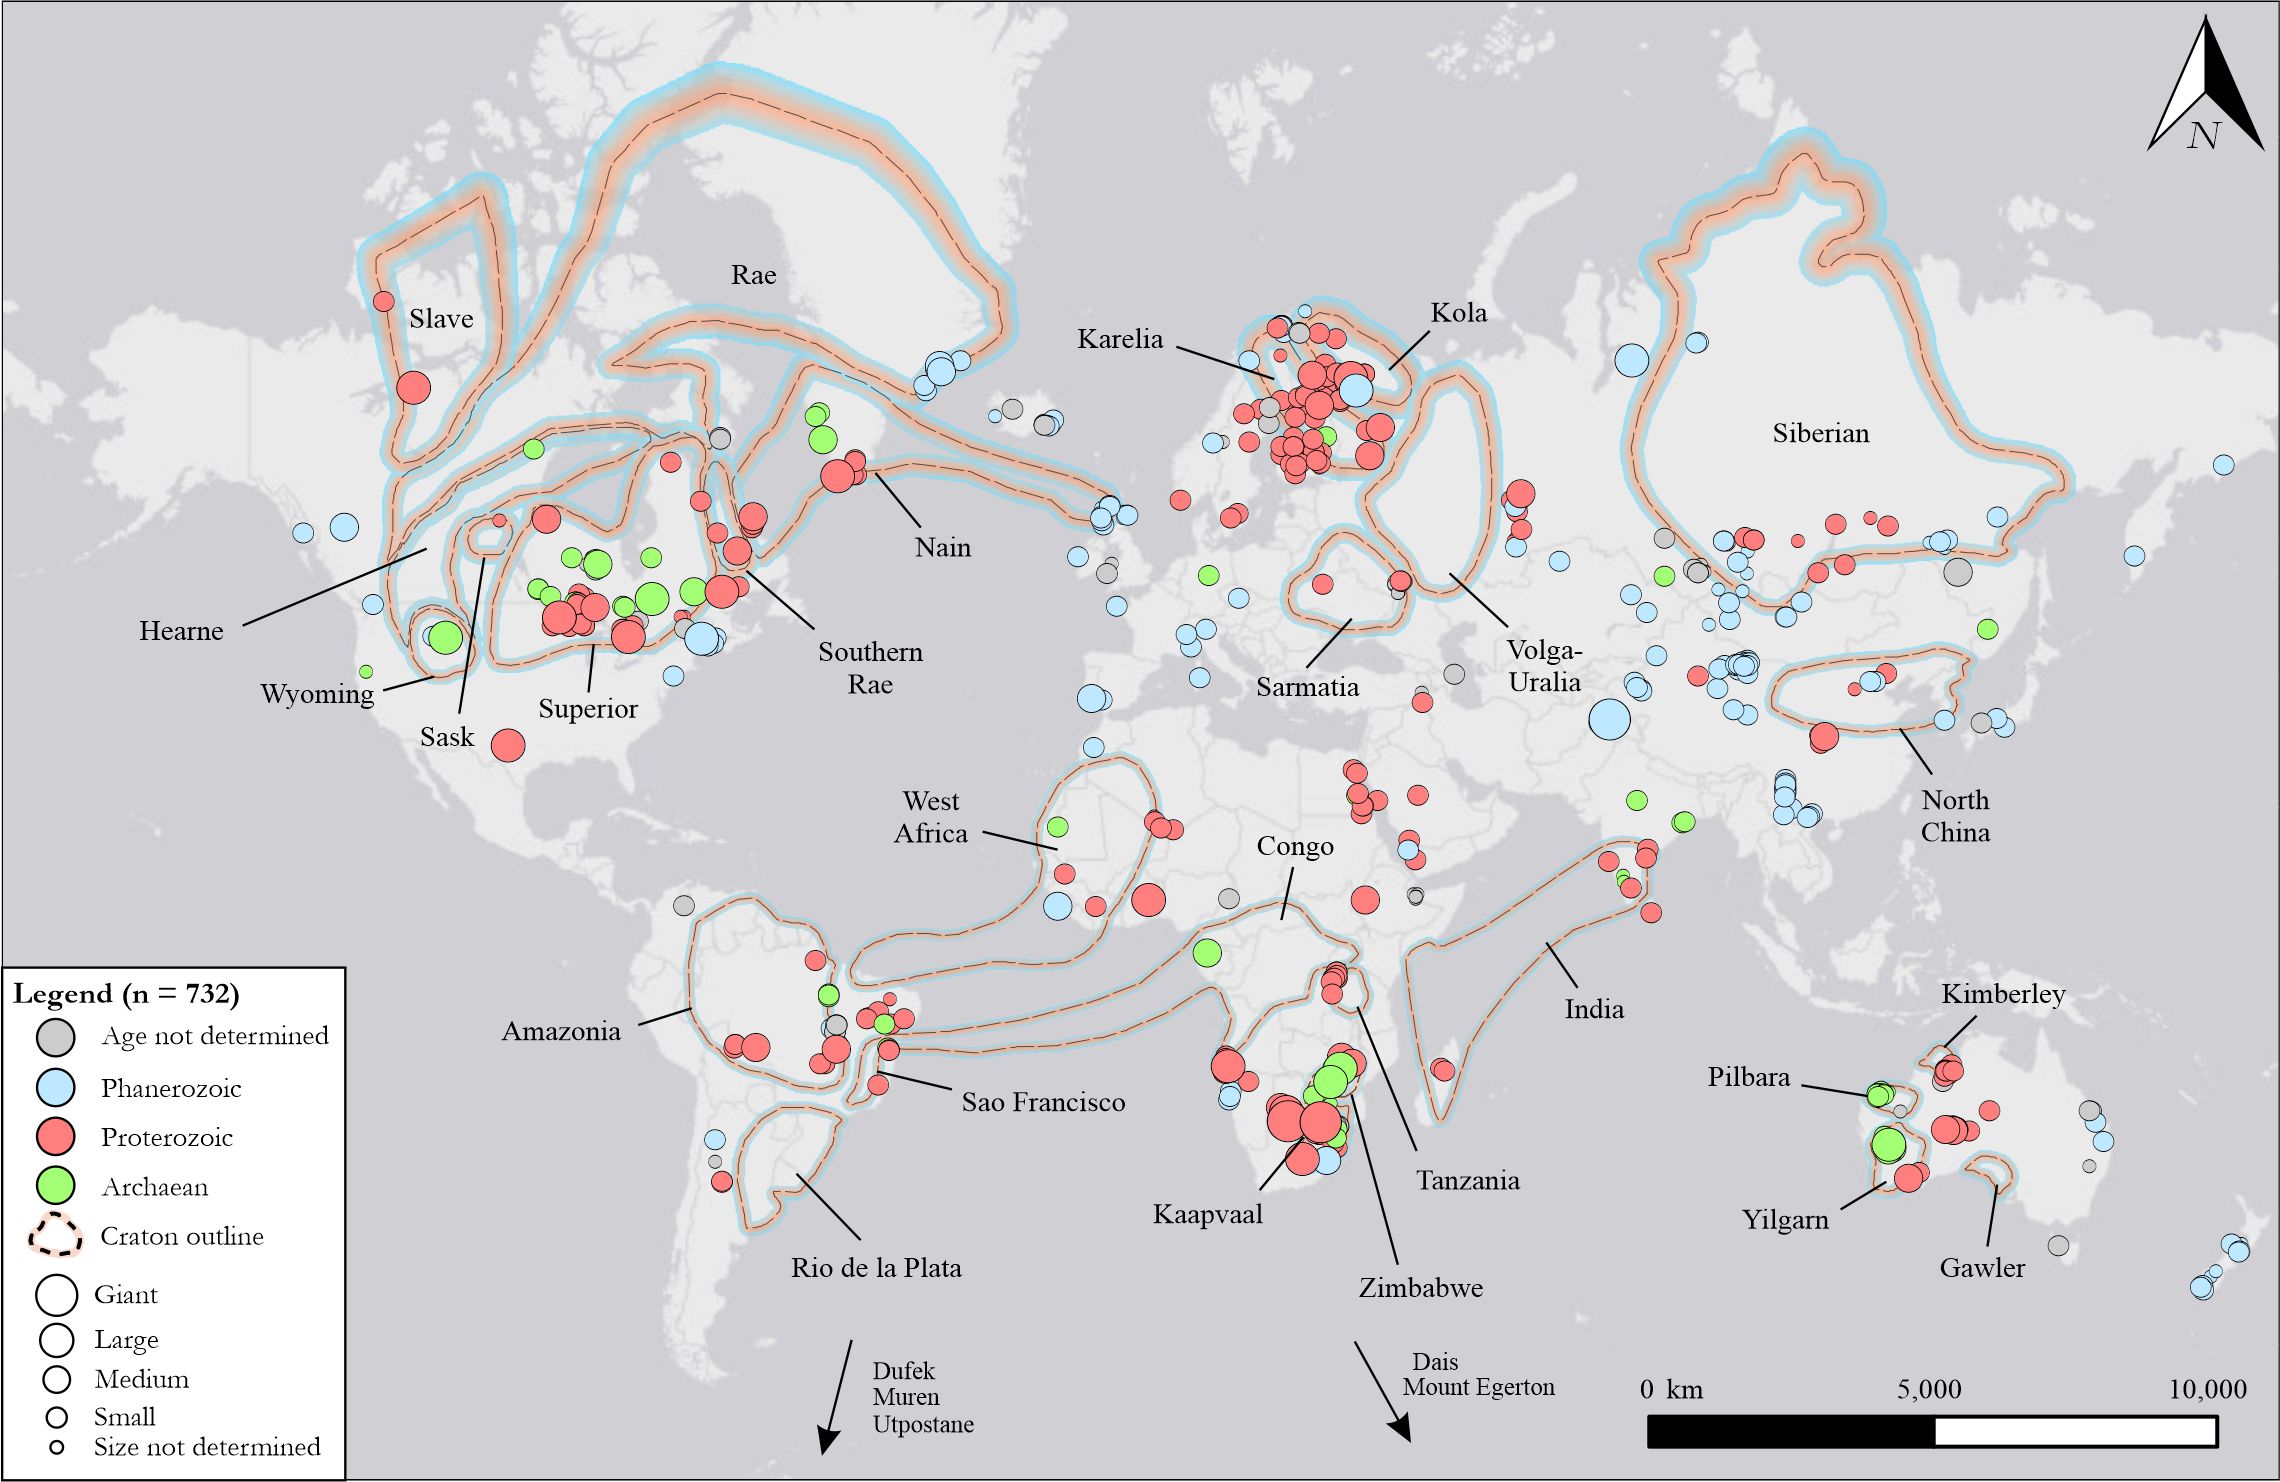 N
Rae
Slave
Kola
Karelia
Siberian
Nain
Hearne
Southern
Rae
Volga-
Uralia
Sarmatia
Wyoming
Superior
Sask
West
Africa
North
China
Congo
Legend (n = 732)
Age not determined
Phanerozoic
Proterozoic
Archaean
Craton outline
Giant
Large
Medium
Small
Size not determined
Kimberley
India
Amazonia
Pilbara
Sao Francisco
Tanzania
Kaapvaal
Yilgarn
Rio de la Plata
Gawler
Zimbabwe
Dufek
Muren
Utpostane
Dais
Mount Egerton
0 km 5,000 10,000